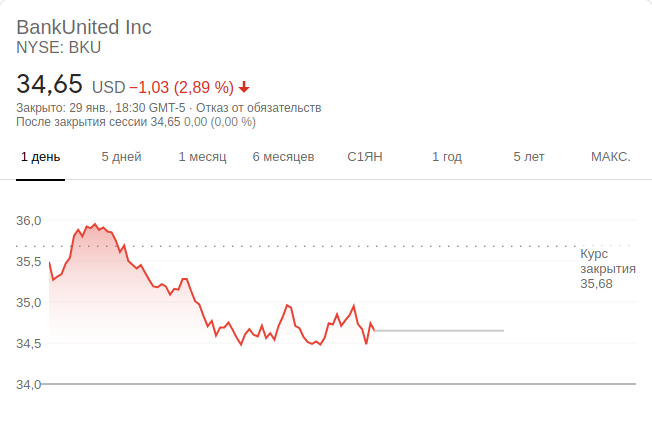 BankUnited Inc
NYSE: BKU
34,65 USD −1,03 (2,89 %)
Закрыто: 29 янв., 18:30 GMT-5 · Отказ от обязательств
После закрытия сессии 34,65 0,00 (0,00 %)
1 день 5 дней 1 месяц 6 месяцев С1ЯН 1 год 5 лет МАКС.
36,0
Курс
35,5
закрытия
35,68
35,0
34,5
34,0